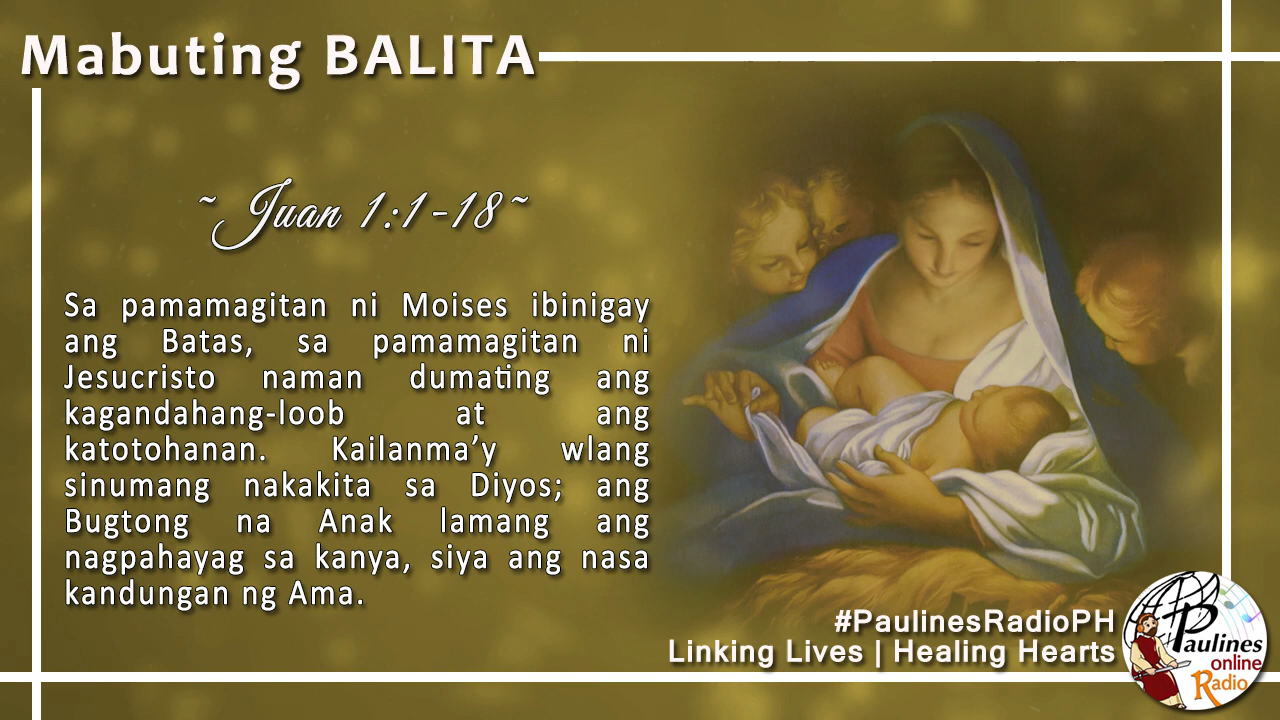 Mabuting BALITA
~Juan 1:1-18~
Sa pamamagitan ni Moises ibinigay
ang Batas, sa pamamagitan ni
Jesucristo naman dumating ang
kagandahang-loob at ang
katotohanan. Kailanma’y wlang
sinumang nakakita sa Diyos; ang
Bugtong na Anak lamang ang
nagpahayag sa kanya, siya ang nasa
kandungan ng Ama.
#PaulinesRadioPH
Linking Lives | Healing Hearts
Paulines
online
Radio